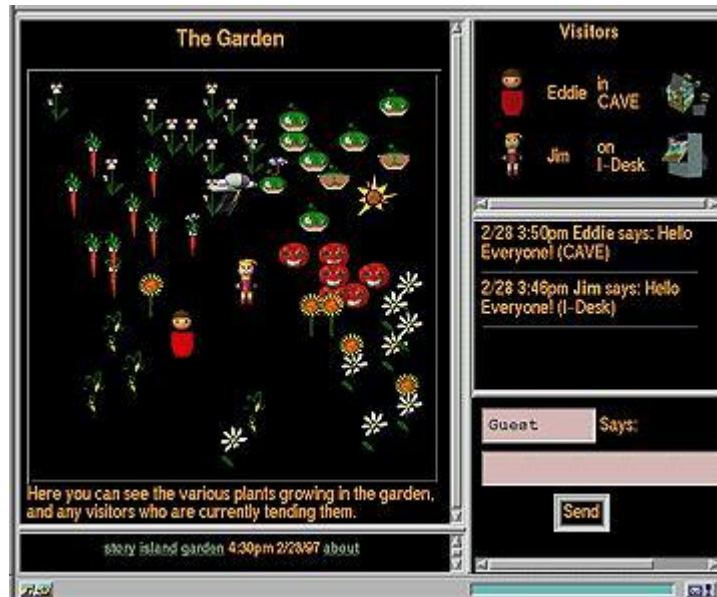 The Garden
Here you can see the various plants growing in the garden,
and any visitors who are currently tending them.
story island garden 4:30pm 2/28/97 about
Visitors
Eddie in
CAVE
Jim on
I-Desk
2/28 3:50pm Eddie says: Hello
Everyone! (CAVE)
2/28 3:46pm Jim says: Hello
Everyone! (I-Desk)
Guest Says:
Send